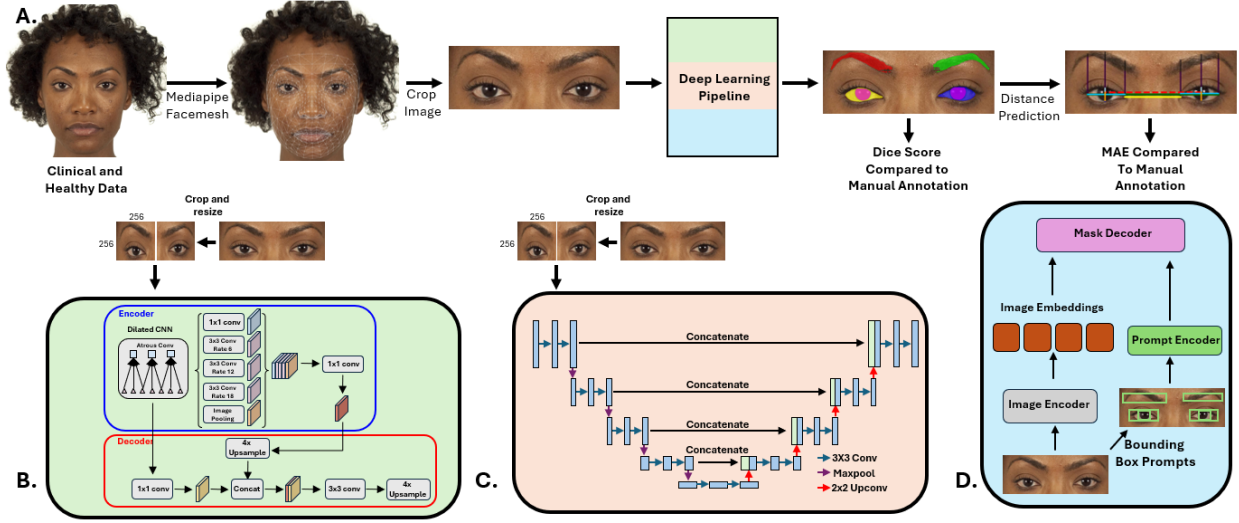 A.
Mediapipe
Facemesh
Crop
Image
Deep Learning
Pipeline
Distance
Prediction
Clinical and
Healthy Data
Dice Score
Compared to
Manual Annotation
MAE Compared
To Manual
Annotation
256
256
Crop and
resize
Encoder
Dilated CNN
Atrous Conv
1x1 conv
3x3 Conv
Rate 6
3x3 Conv
Rate 12
3x3 Conv
Rate 18
Image
Pooling
1x1 conv
Decoder
4x
Upsample
1x1 conv
Concat
3x3 conv
4x
Upsample
B.
256
256
Crop and
resize
Concatenate
Concatenate
Concatenate
Concatenate
3X3 Conv
Maxpool
2x2 Upconv
C.
Mask Decoder
Image Embeddings
Prompt Encoder
Image Encoder
Bounding
Box Prompts
D.